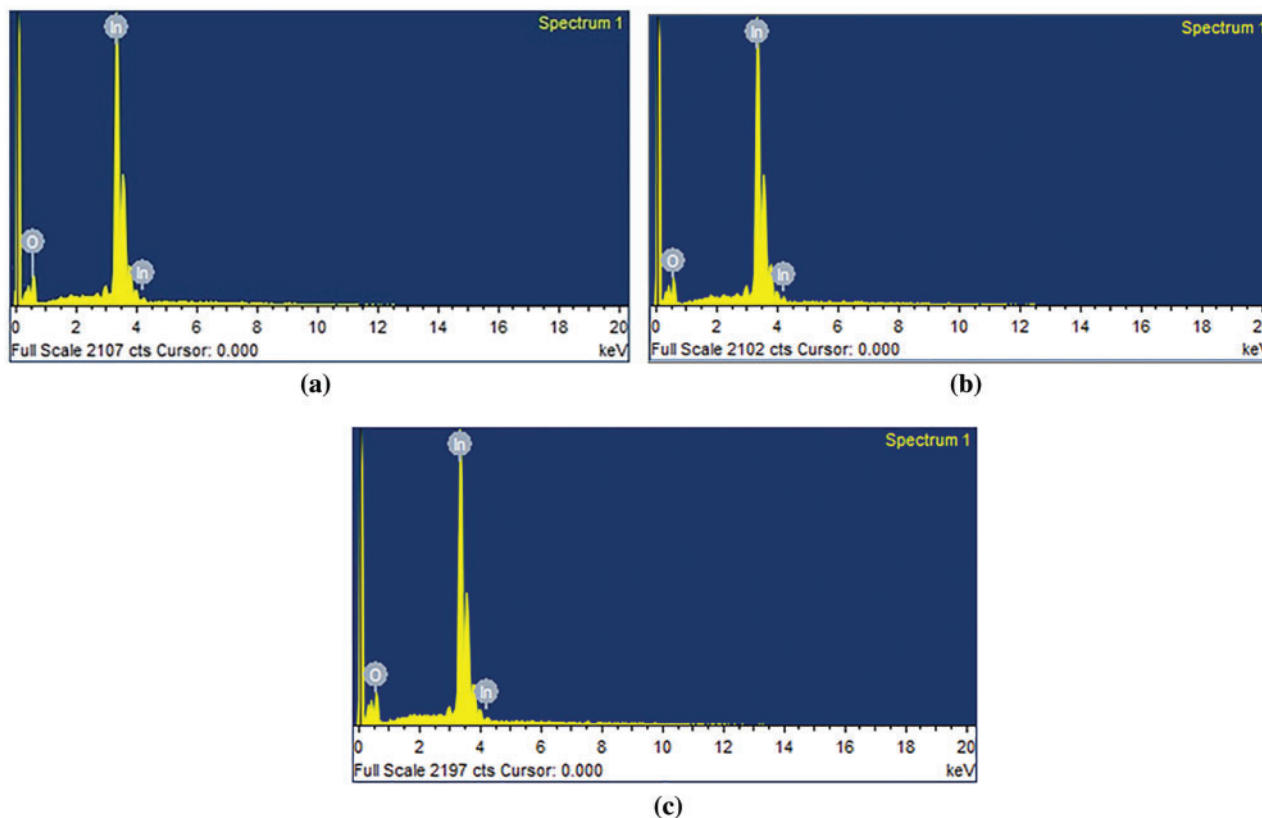 Spectrum 1
In
O
In
0 2 4 6 8 10 12 14 16 18 20
Full Scale 2107 cts Cursor: 0.000 keV
(a)
Spectrum 1
In
O
In
0 2 4 6 8 10 12 14 16 18 2
Full Scale 2102 cts Cursor: 0.000 keV
(b)
Spectrum 1
In
O
In
0 2 4 6 8 10 12 14 16 18 20
Full Scale 2197 cts Cursor: 0.000 keV
(c)